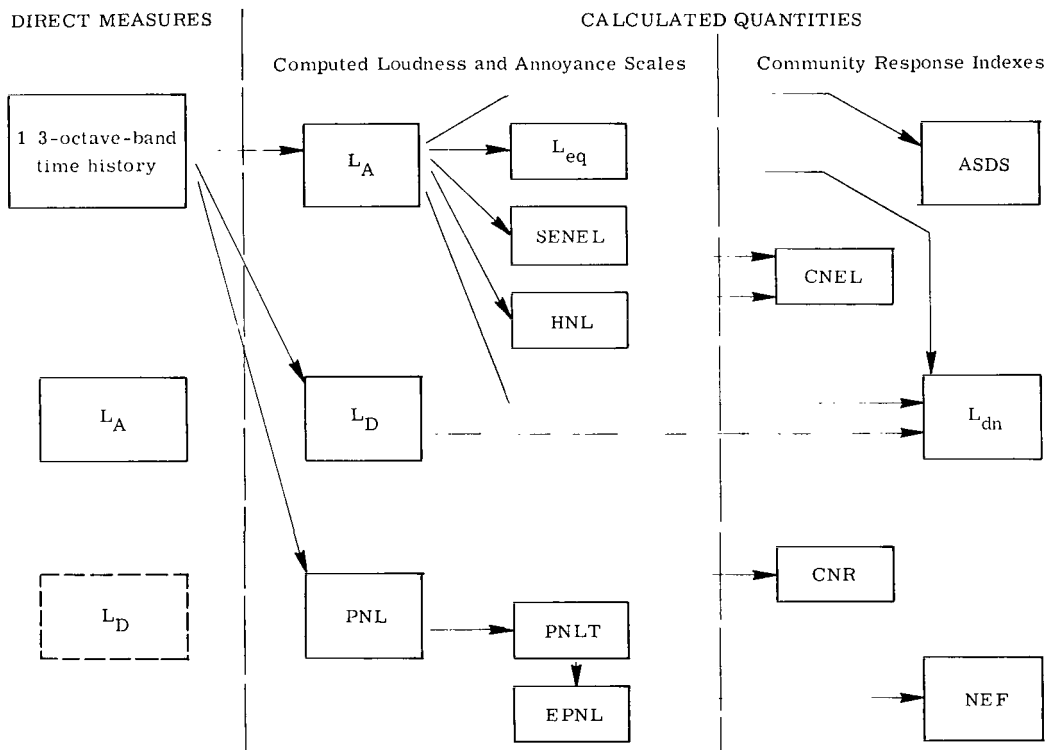 DIRECT MEASURES
CALCULATED QUANTITIES
Computed Loudness and Annoyance Scales
Community Response Indexes
1 3-octave-band
time history
L_A
L_eq
ASDS
SENEL
CNEL
HNL
L_A
L_D
L_dn
CNR
L_D
PNL
PNLT
NEF
EPNL